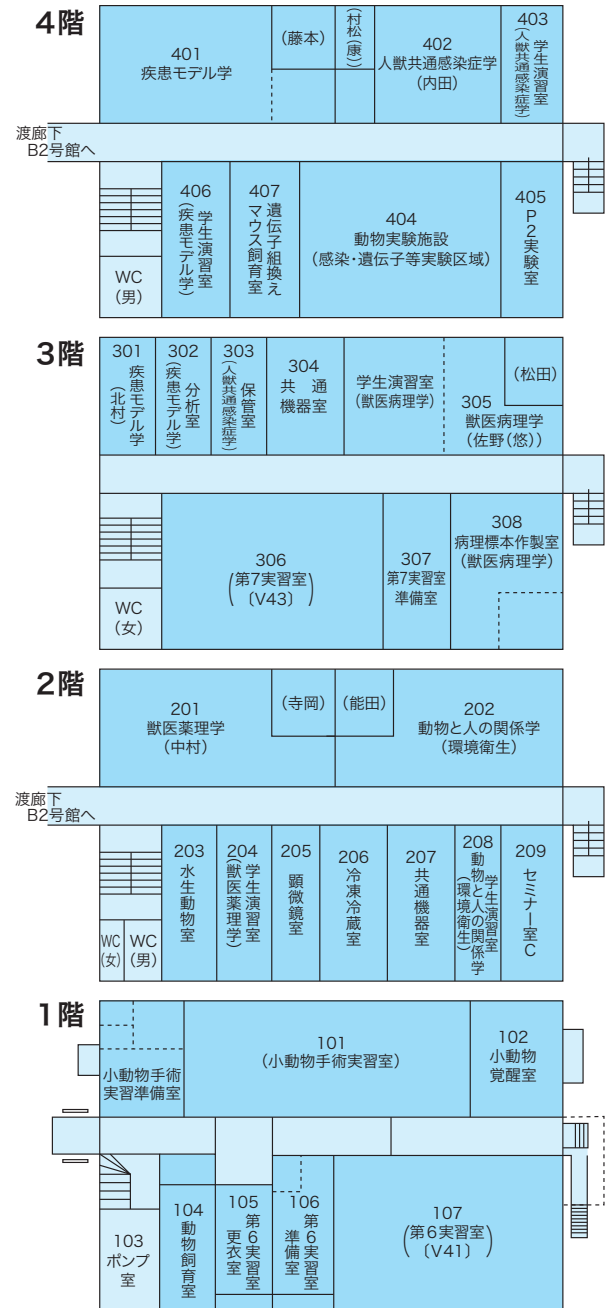 4階
401
疾患モデル学
(藤本)
(村松(康))
402
人獣共通感染症学
(内田)
403
学生演習室
(人獣共通感染症学)
渡廊下
B2号館へ
WC
(男)
406
学生演習室
(疾患モデル学)
407
遺伝子組換え
マウス飼育室
404
動物実験施設
(感染・遺伝子等実験区域)
405
P2実験室
3階
301
疾患モデル学
(北村)
302
分析室
(疾患モデル学)
303
保管室
(人獣共通感染症学)
304
共通
機器室
学生演習室
(獣医病理学)
(松田)
305
獣医病理学
(佐野(悠))
WC
(女)
306
(第7実習室)
〔V43〕
307
第7実習室
準備室
308
病理標本作製室
(獣医病理学)
2階
201
獣医薬理学
(中村)
(寺岡)
(能田)
202
動物と人の関係学
(環境衛生)
渡廊下
B2号館へ
WC
(女)
WC
(男)
203
水生動物室
204
学生演習室
(獣医薬理学)
205
顕微鏡室
206
冷凍冷蔵室
207
共通機器室
208
学生演習室
動物と人の関係学
(環境衛生)
209
セミナー室C
1階
小動物手術
実習準備室
101
(小動物手術実習室)
102
小動物
覚醒室
103
ポンプ
室
104
動物飼育室
105
第6実習室
更衣室
106
第6実習室
準備室
107
(第6実習室)
〔V41〕